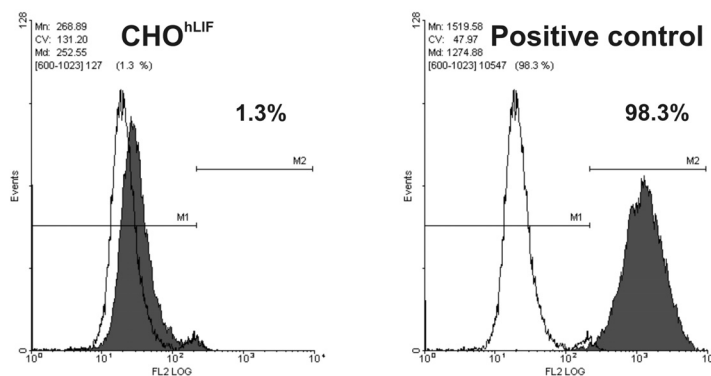 128
Mn: 268.89
CV: 131.20
Md: 252.55
[600-1023] 127 (1.3 %)
CHOhLIF
1.3%
M2
M1
Events
0
10⁰ 10¹ 10² 10³ 10⁴
FL2 LOG
128
Mn: 1519.58
CV: 47.97
Md: 1274.88
[600-1023] 10547 (98.3 %)
Positive control
98.3%
M2
M1
Events
0
10⁰ 10¹ 10² 10³ 10⁴
FL2 LOG